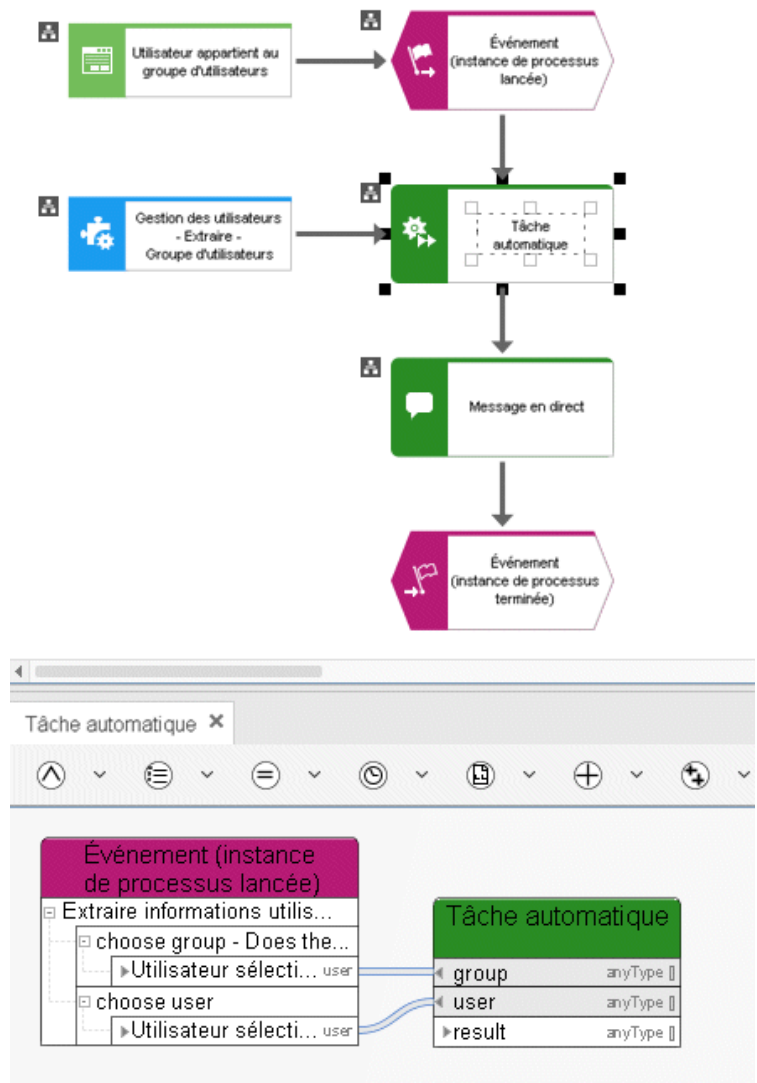 Utilisateur appartient au
groupe d'utilisateurs
Événement
(instance de processus
lancée)
Gestion des utilisateurs
- Extraire -
Groupe d'utilisateurs
Tâche
automatique
Message en direct
Événement
(instance de processus
terminée)
Tâche automatique
Événement (instance
de processus lancée)
Extraire informations utilis...
choose group - Does the...
Utilisateur sélecti... user
choose user
Utilisateur sélecti... user
Tâche automatique
group anyType []
user anyType []
result anyType []